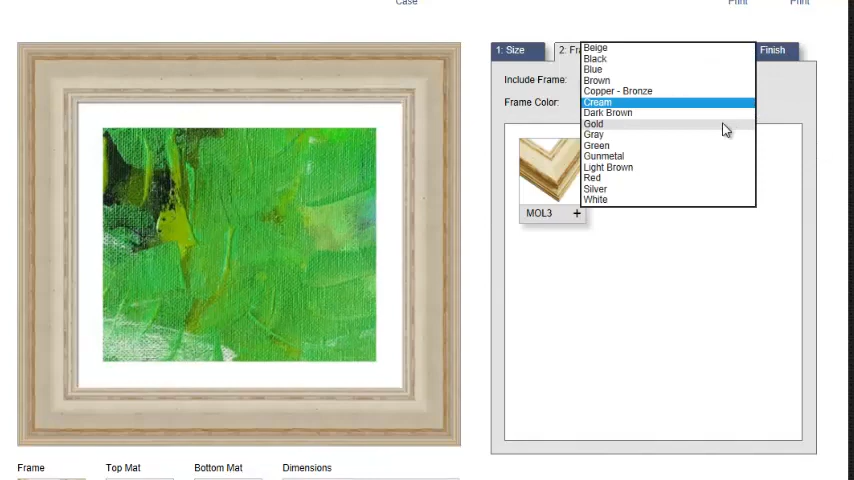 Case
Print
Print
1: Size
2: Fra
Finish
Include Frame:
Frame Color:
Beige
Black
Blue
Brown
Copper - Bronze
Cream
Dark Brown
Gold
Gray
Green
Gunmetal
Light Brown
Red
Silver
White
MOL3 +
Frame
Top Mat
Bottom Mat
Dimensions